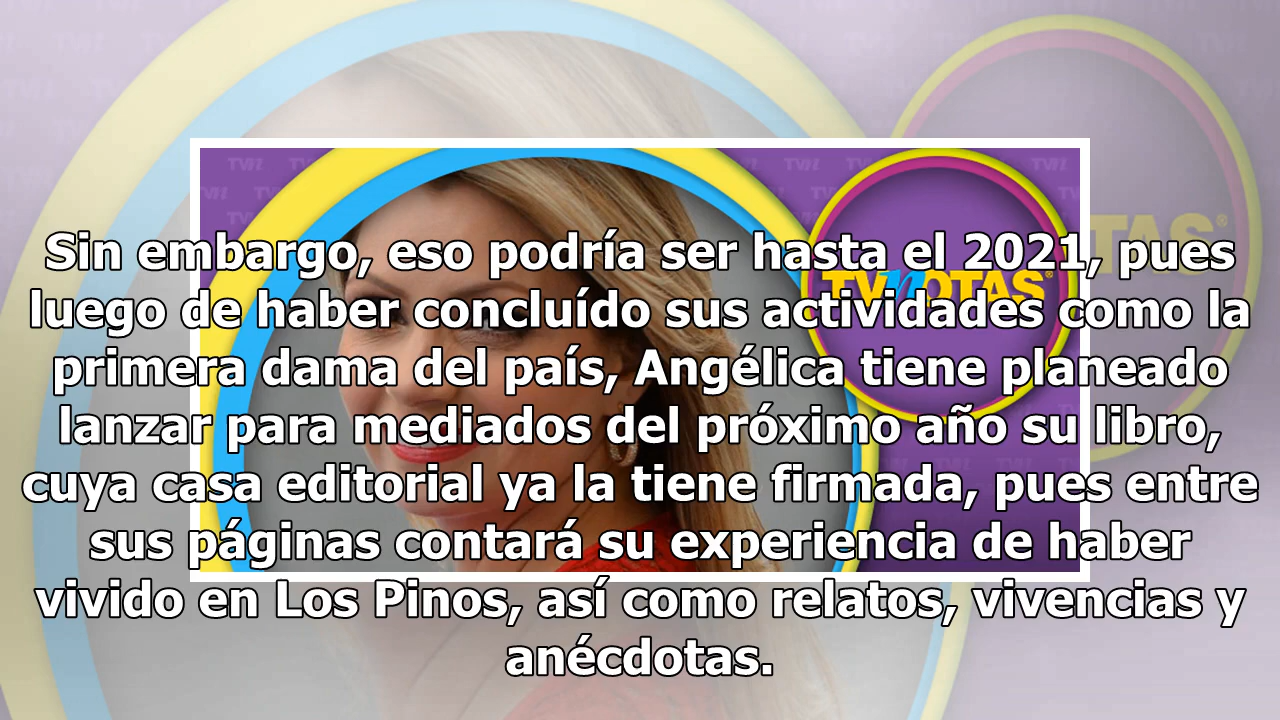 Sin embargo, eso podría ser hasta el 2021, pues
luego de haber concluído sus actividades como la
primera dama del país, Angélica tiene planeado
lanzar para mediados del próximo año su libro,
cuya casa editorial ya la tiene firmada, pues entre
sus páginas contará su experiencia de haber
vivido en Los Pinos, así como relatos, vivencias y
anécdotas.
TVnOTAS®
TAS®